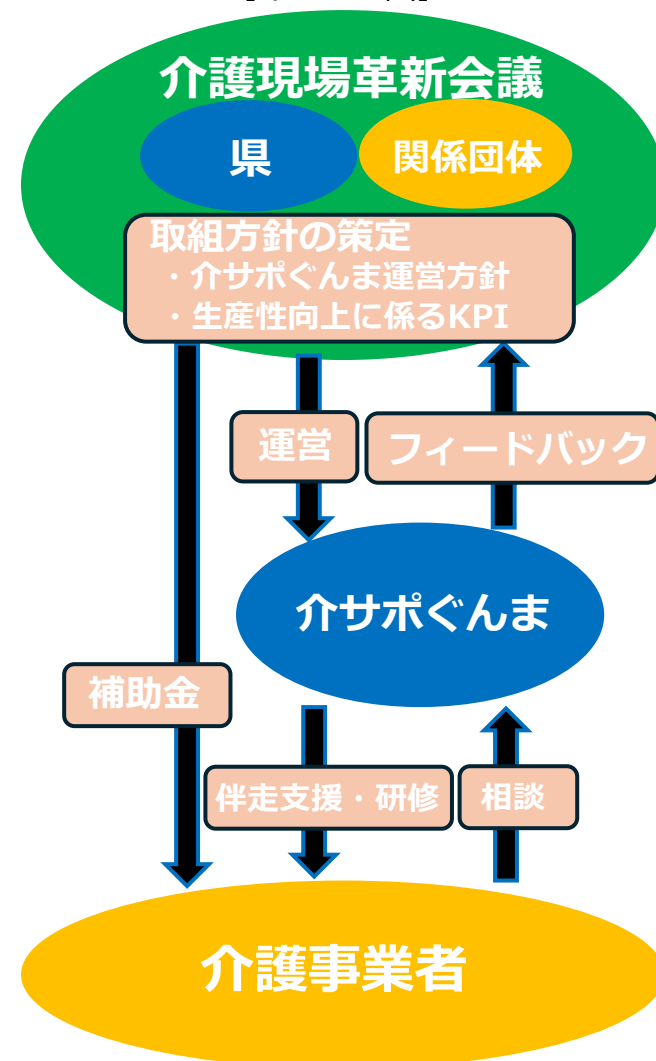 介護現場革新会議
県
関係団体
取組方針の策定
・介サポぐんま運営方針
・生産性向上に係るKPI
運営
フィードバック
介サポぐんま
補助金
伴走支援・研修
相談
介護事業者